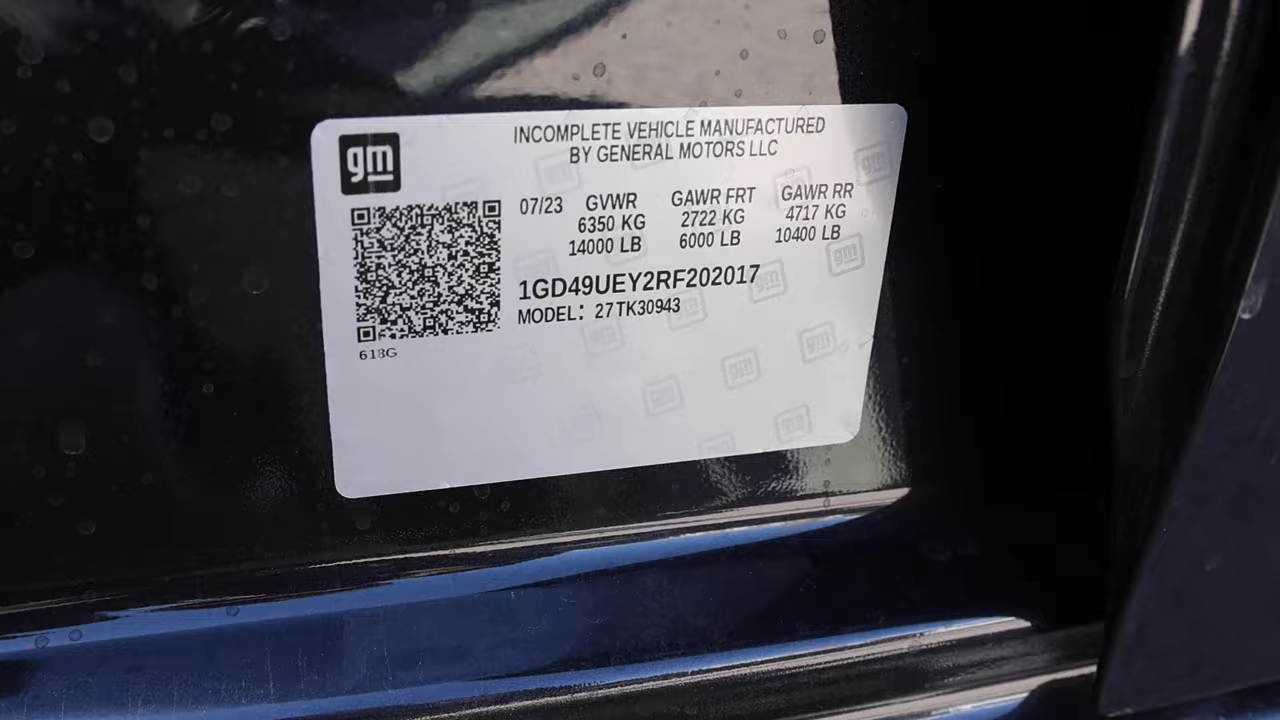 gm
INCOMPLETE VEHICLE MANUFACTURED
BY GENERAL MOTORS LLC
07/23 GVWR GAWR FRT GAWR RR
6350 KG 2722 KG 4717 KG
14000 LB 6000 LB 10400 LB
1GD49UEY2RF202017
MODEL: 27TK30943
618G